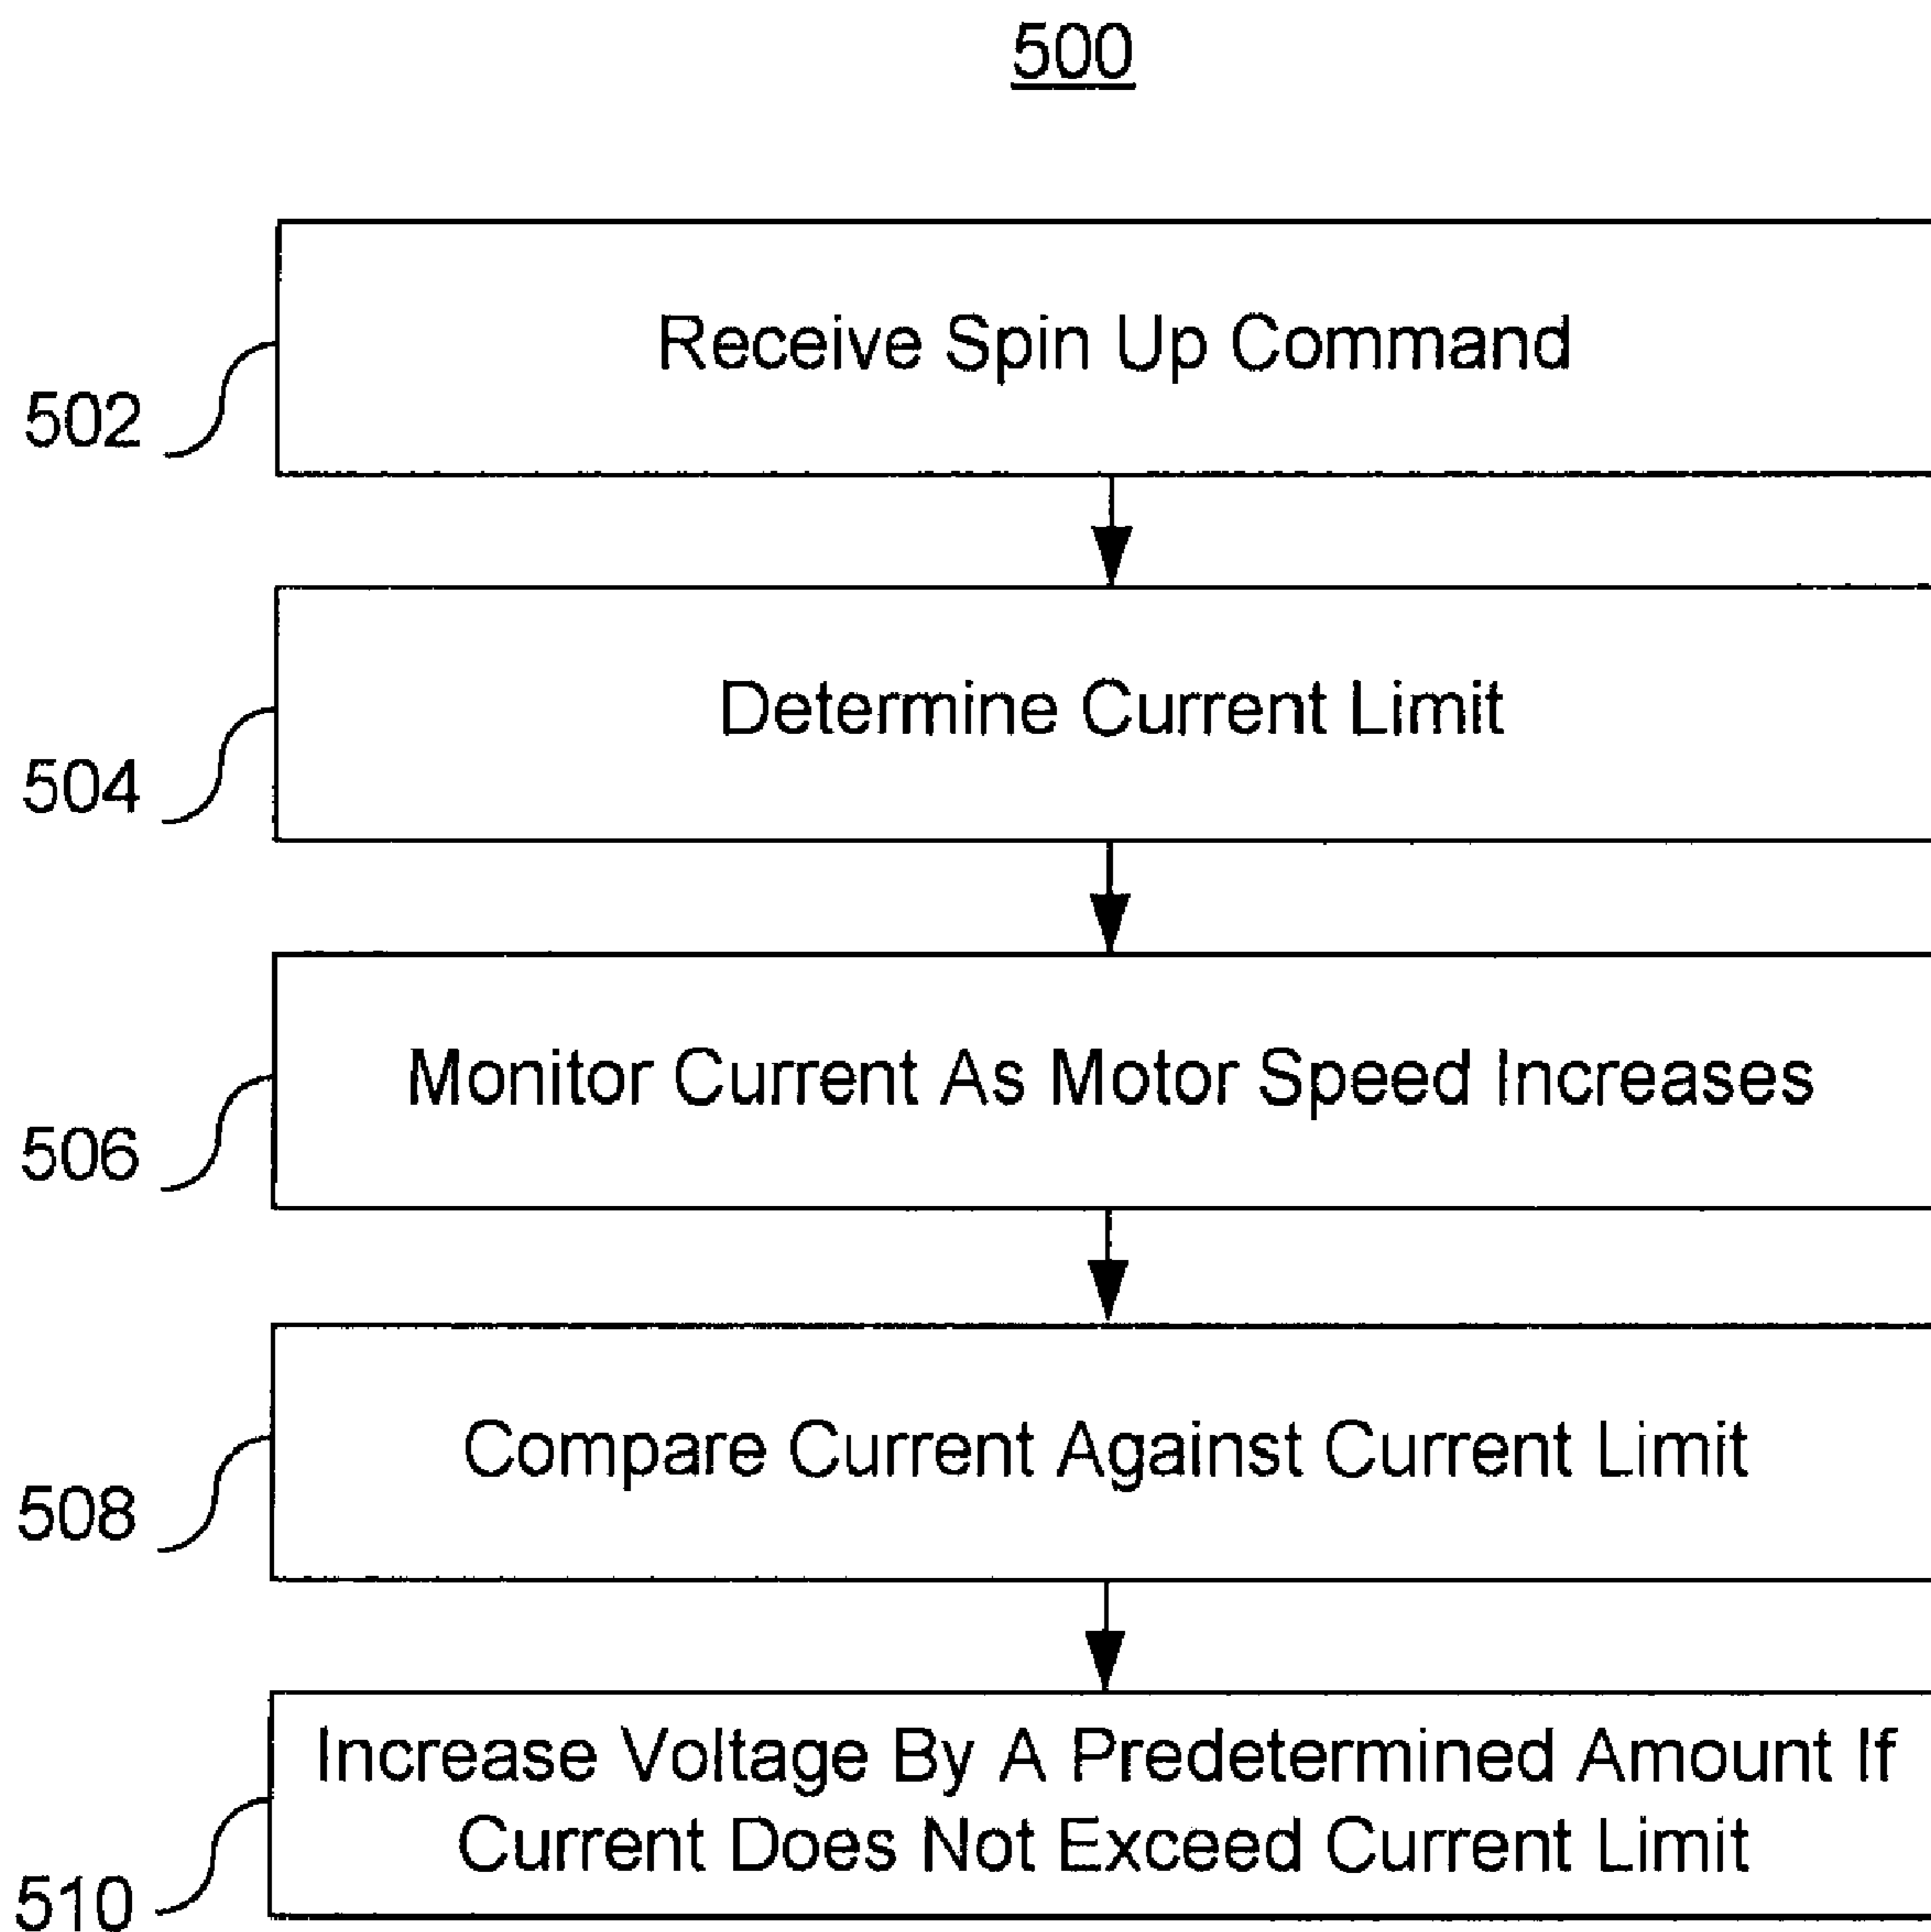 500
Receive Spin Up Command
502
Determine Current Limit
504
Monitor Current As Motor Speed Increases
506
Compare Current Against Current Limit
508
Increase Voltage By A Predetermined Amount If
Current Does Not Exceed Current Limit
510